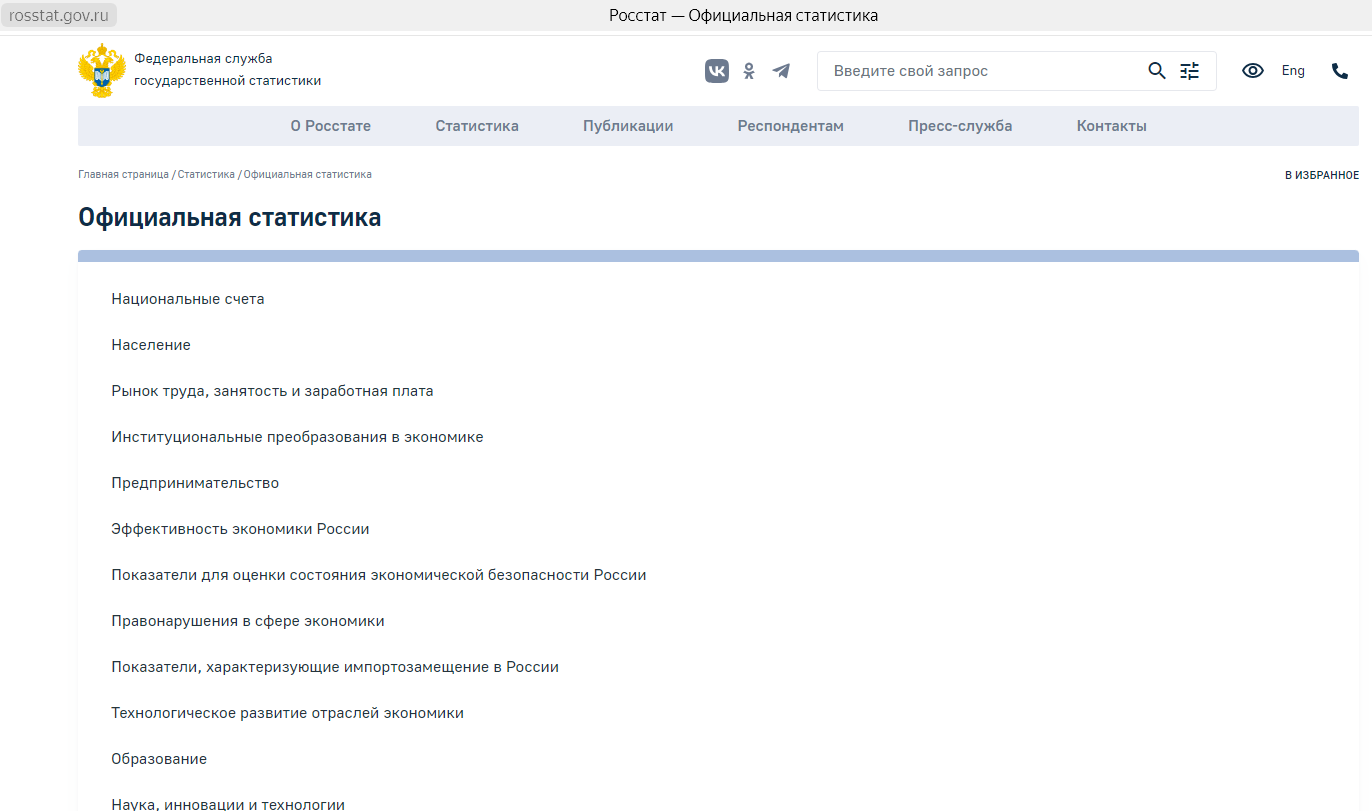 rosstat.gov.ru
Росстат — Официальная статистика
Федеральная служба
государственной статистики
Введите свой запрос
Eng
О Росстате Статистика Публикации Респондентам Пресс-служба Контакты
Главная страница / Статистика / Официальная статистика
В ИЗБРАННОЕ
Официальная статистика
Национальные счета
Население
Рынок труда, занятость и заработная плата
Институциональные преобразования в экономике
Предпринимательство
Эффективность экономики России
Показатели для оценки состояния экономической безопасности России
Правонарушения в сфере экономики
Показатели, характеризующие импортозамещение в России
Технологическое развитие отраслей экономики
Образование
Наука, инновации и технологии